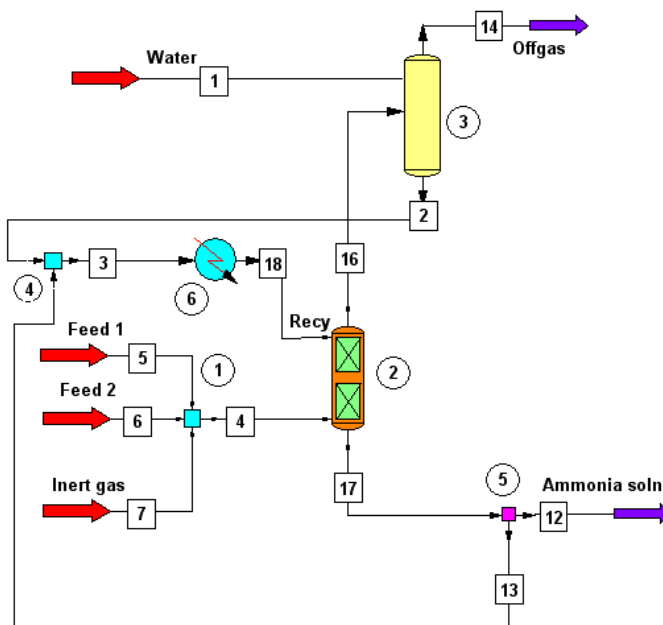 14
Offgas
Water
1
3
2
16
3
18
4
6
Recy
Feed 1
5
1
2
Feed 2
6
4
Inert gas
7
17
5
Ammonia soln
12
13